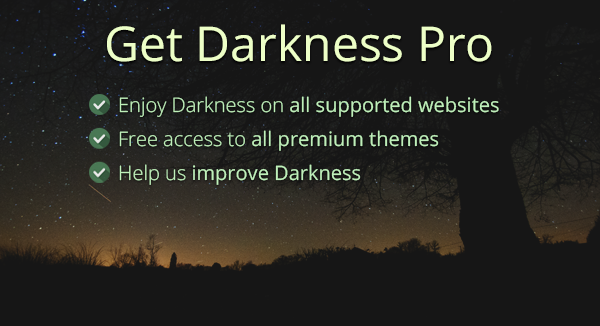 Get Darkness Pro
Enjoy Darkness on all supported websites
Free access to all premium themes
Help us improve Darkness